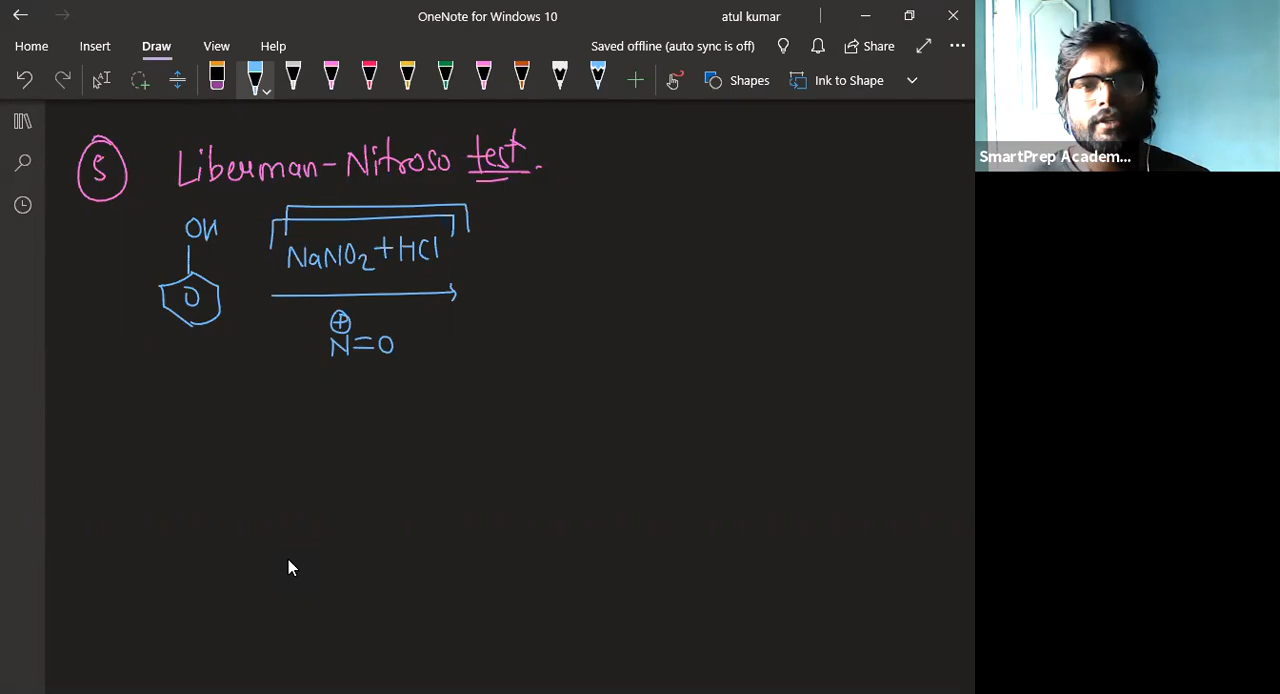 OneNote for Windows 10
atul kumar
Home Insert Draw View Help
Saved offline (auto sync is off)
Share
Shapes
Ink to Shape
SmartPrep Academ...
5 Liberman-Nitroso test.
OH
NaNO2+HCl
⊕
N=O